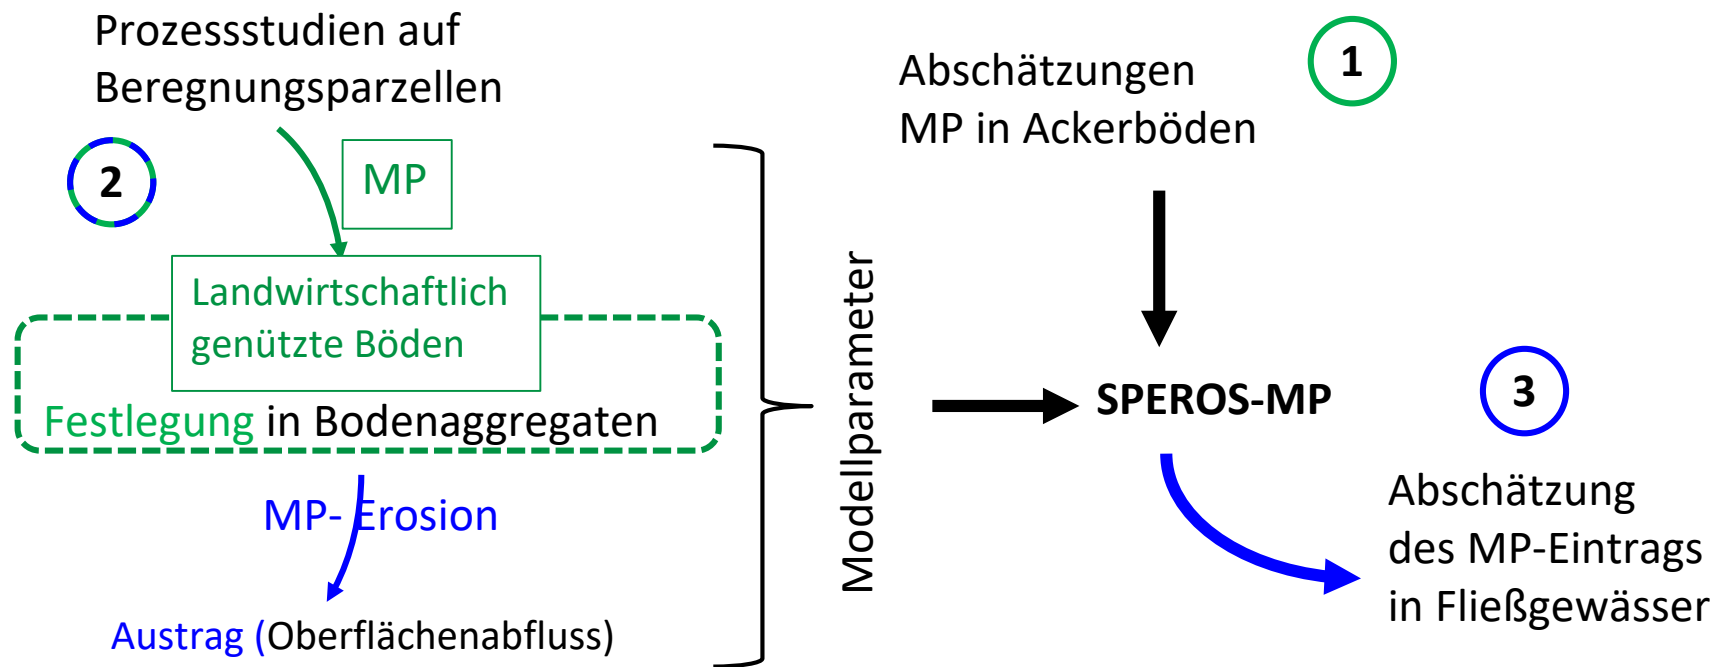 Prozessstudien auf
Beregnungsparzellen
2
MP
Landwirtschaftlich
genützte Böden
Festlegung in Bodenaggregaten
MP- Erosion
Austrag (Oberflächenabfluss)
Modellparameter
Abschätzungen
MP in Ackerböden
1
SPEROS-MP
3
Abschätzung
des MP-Eintrags
in Fließgewässer